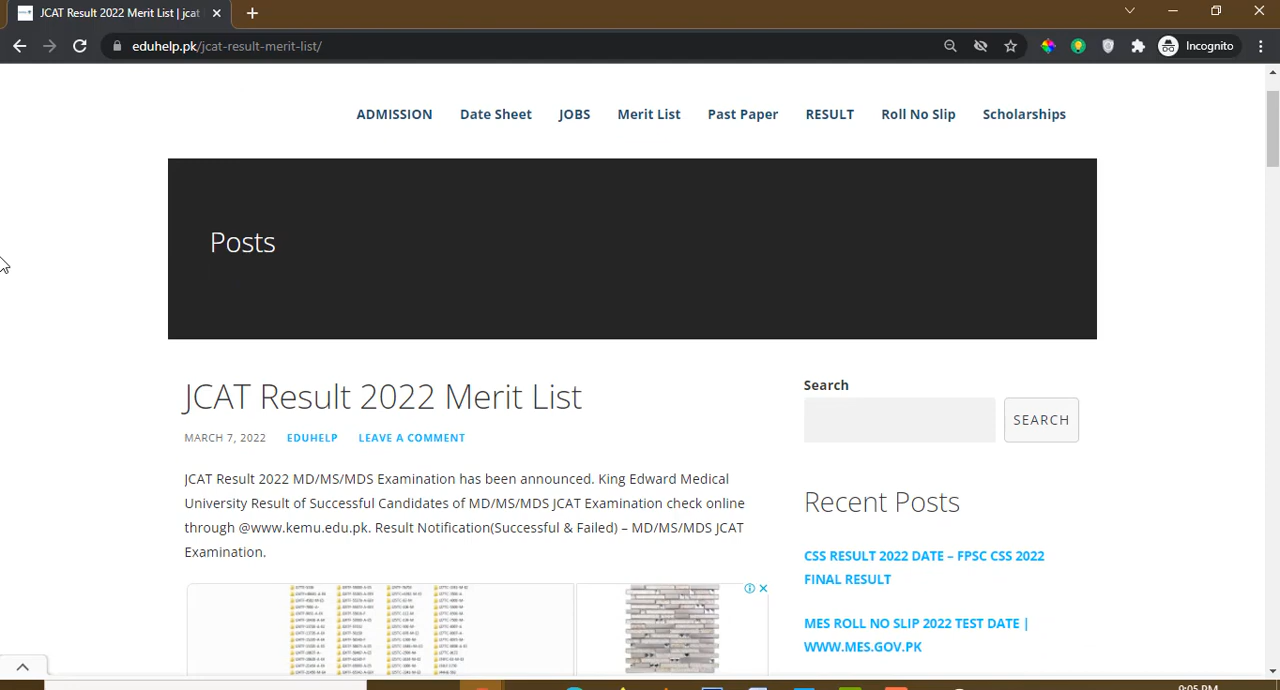 JCAT Result 2022 Merit List | jcat
eduhelp.pk/jcat-result-merit-list/
Incognito
ADMISSION Date Sheet JOBS Merit List Past Paper RESULT Roll No Slip Scholarships
Posts
JCAT Result 2022 Merit List
MARCH 7, 2022 EDUHELP LEAVE A COMMENT
JCAT Result 2022 MD/MS/MDS Examination has been announced. King Edward Medical
University Result of Successful Candidates of MD/MS/MDS JCAT Examination check online
through @www.kemu.edu.pk. Result Notification(Successful & Failed) – MD/MS/MDS JCAT
Examination.
Search
SEARCH
Recent Posts
CSS RESULT 2022 DATE – FPSC CSS 2022
FINAL RESULT
MES ROLL NO SLIP 2022 TEST DATE |
WWW.MES.GOV.PK
9:05 PM